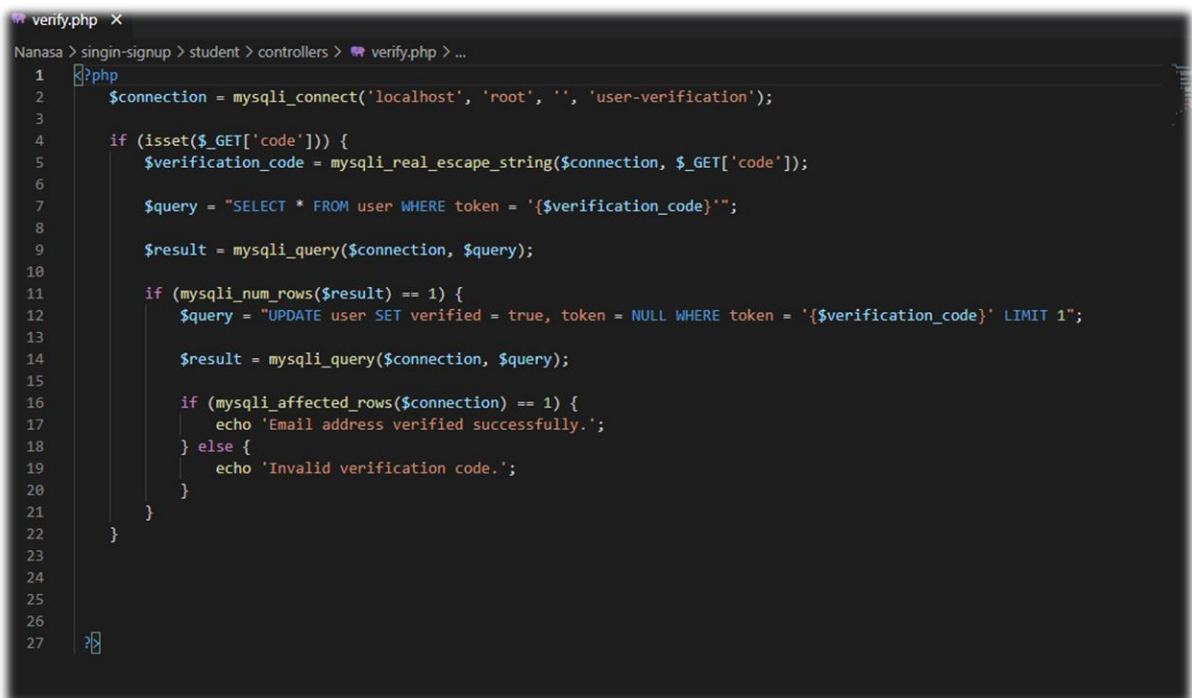 verify.php ×
Nanasa > singin-signup > student > controllers > verify.php > ...
1 <?php
2 $connection = mysqli_connect('localhost', 'root', '', 'user-verification');
3
4 if (isset($_GET['code'])) {
5 $verification_code = mysqli_real_escape_string($connection, $_GET['code']);
6
7 $query = "SELECT * FROM user WHERE token = '{$verification_code}'";
8
9 $result = mysqli_query($connection, $query);
10
11 if (mysqli_num_rows($result) == 1) {
12 $query = "UPDATE user SET verified = true, token = NULL WHERE token = '{$verification_code}' LIMIT 1";
13
14 $result = mysqli_query($connection, $query);
15
16 if (mysqli_affected_rows($connection) == 1) {
17 echo 'Email address verified successfully.';
18 } else {
19 echo 'Invalid verification code.';
20 }
21 }
22 }
23
24
25
26
27 ?>